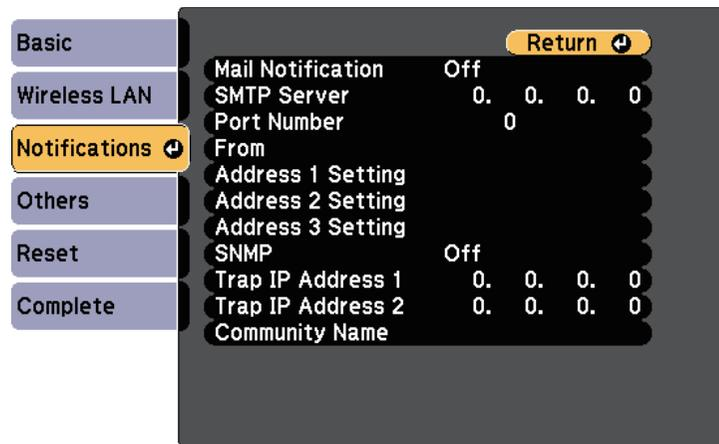 Basic
Wireless LAN
Notifications
Others
Reset
Complete
Return
Mail Notification Off
SMTP Server 0. 0. 0. 0
Port Number 0
From
Address 1 Setting
Address 2 Setting
Address 3 Setting
SNMP Off
Trap IP Address 1 0. 0. 0. 0
Trap IP Address 2 0. 0. 0. 0
Community Name